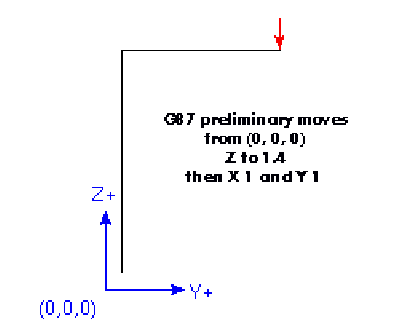 G87 preliminary moves
from (0, 0, 0)
Z to 1.4
then X 1 and Y 1
Z+
Y+
(0,0,0)